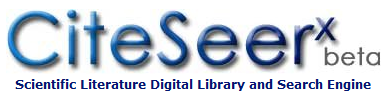 CiteSeerx
beta
Scientific Literature Digital Library and Search Engine